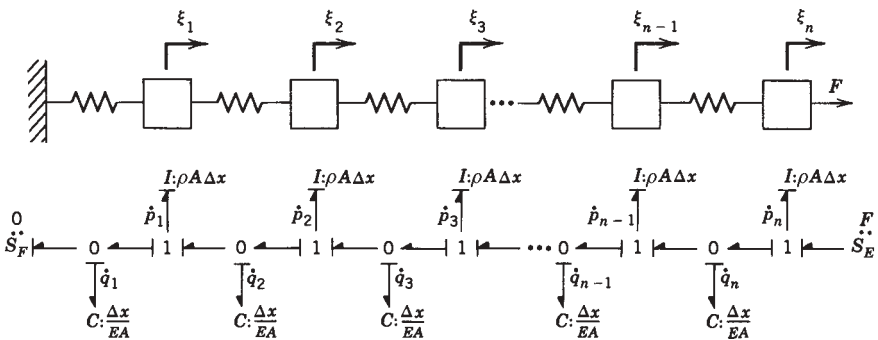 ξ₁ ξ₂ ξ₃ ξₙ₋₁ ξₙ
... F
I:ρAΔx I:ρAΔx I:ρAΔx I:ρAΔx I:ρAΔx
0 ṗ₁ ṗ₂ ṗ₃ ṗₙ₋₁ ṗₙ F
S_F 0 1 0 1 0 1 ... 0 1 0 1 S_E
q̇₁ q̇₂ q̇₃ q̇ₙ₋₁ q̇ₙ
C:Δx/EA C:Δx/EA C:Δx/EA C:Δx/EA C:Δx/EA